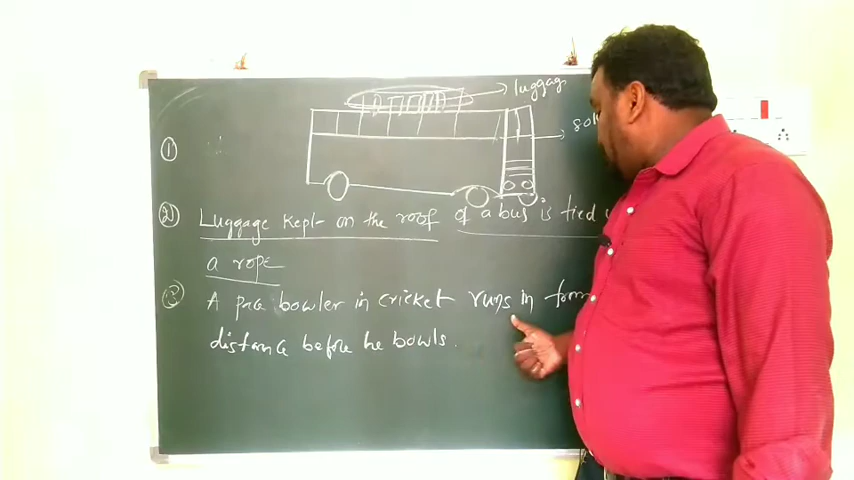 luggag
①
② Luggage kept on the roof of a bus is tied
a rope
③ A pace bowler in cricket runs in from
distance before he bowls.